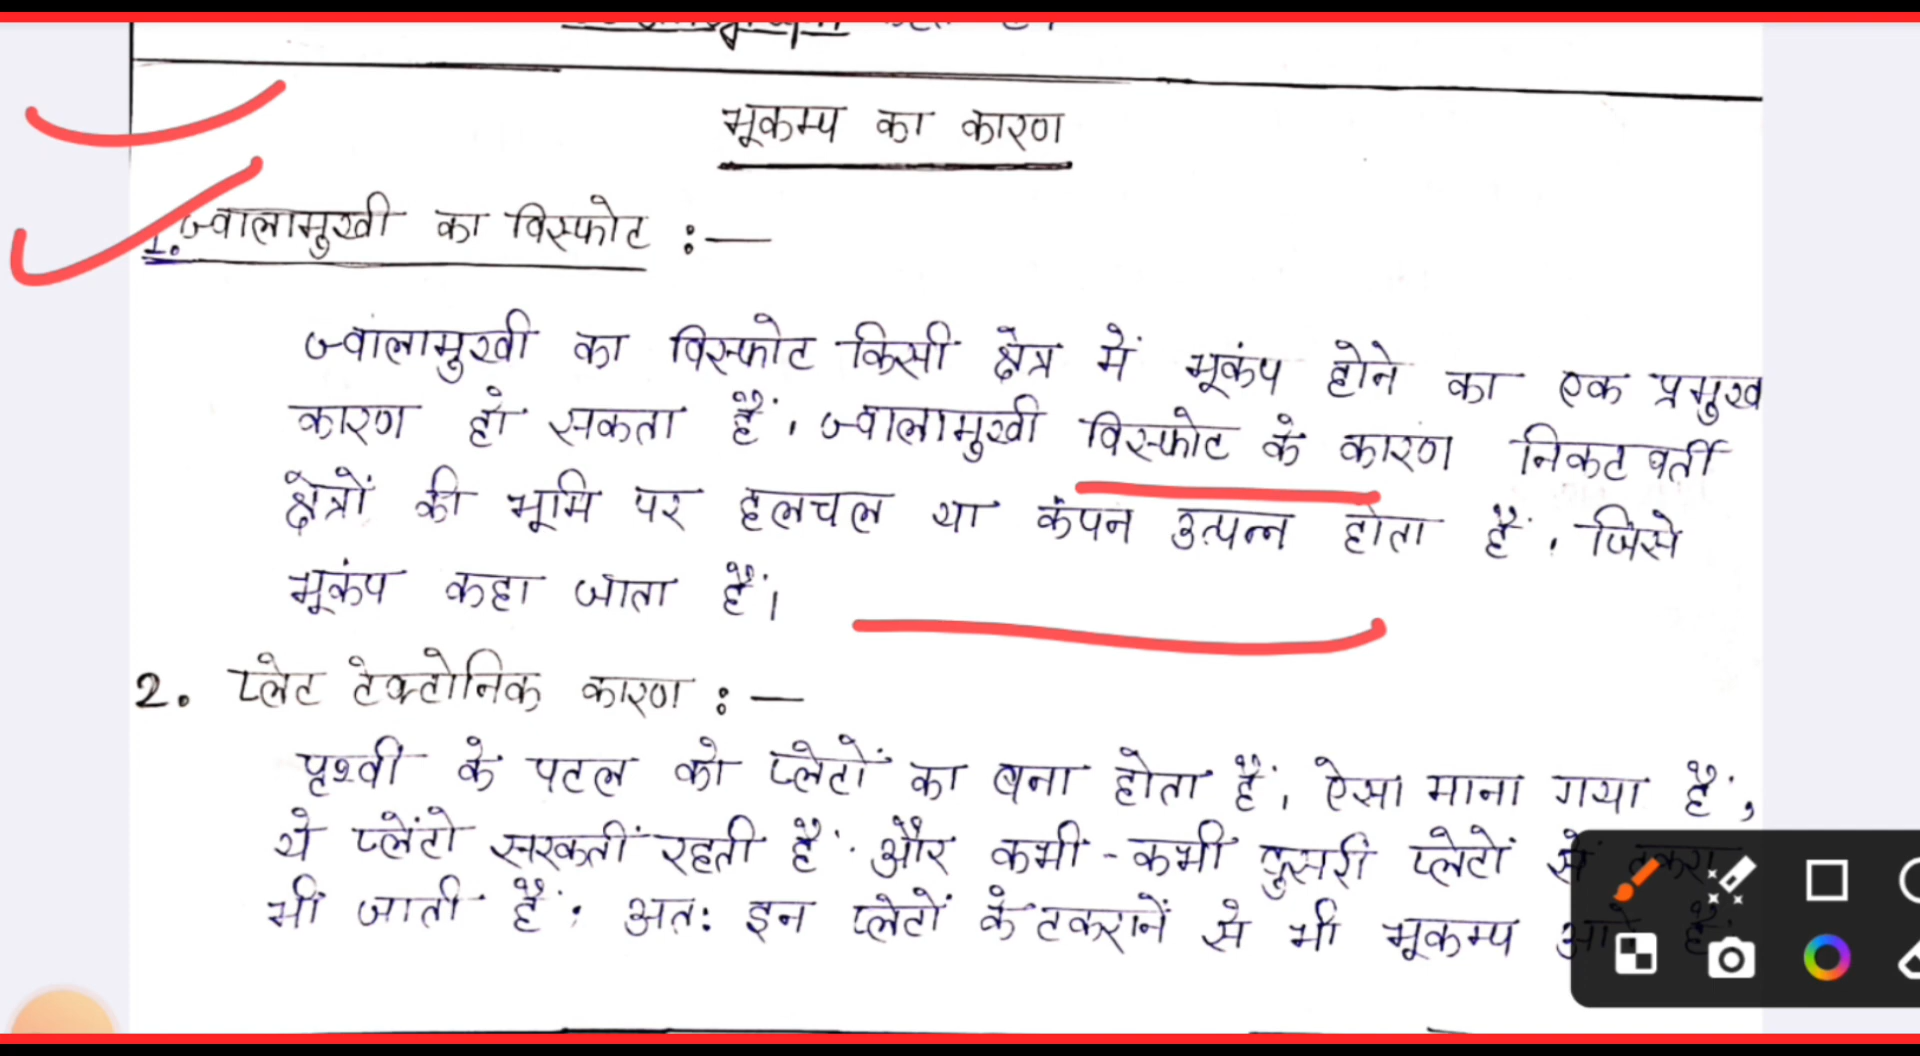 भूकम्प का कारण
1. ज्वालामुखी का विस्फोट :—
ज्वालामुखी का विस्फोट किसी क्षेत्र में भूकंप होने का एक प्रमुख
कारण हो सकता हैं। ज्वालामुखी विस्फोट के कारण निकटवर्ती
क्षेत्रों की भूमि पर हलचल या कंपन उत्पन्न होता हैं। जिसे
भूकंप कहा जाता हैं।
2. प्लेट टेक्टोनिक कारण :—
पृथ्वी के पटल को प्लेटों का बना होता हैं। ऐसा माना गया हैं,
ये प्लेंटो सरकतीं रहती हैं और कभी-कभी दुसरी प्लेटों से
भी जाती हैं। अतः इन प्लेटों के टकरानें से भी भूकम्प